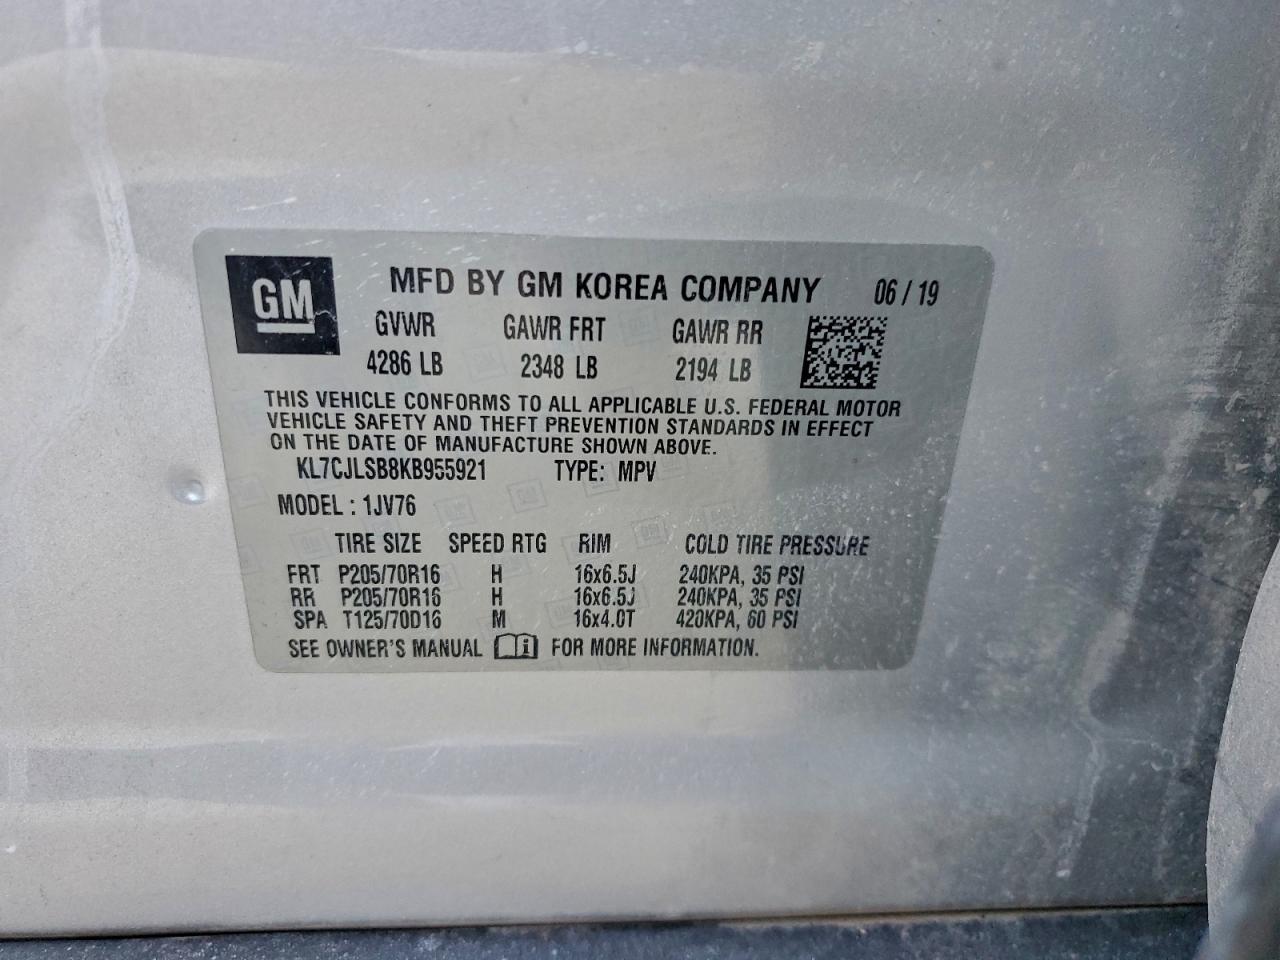 GM
MFD BY GM KOREA COMPANY 06 / 19
GVWR GAWR FRT GAWR RR
4286 LB 2348 LB 2194 LB
THIS VEHICLE CONFORMS TO ALL APPLICABLE U.S. FEDERAL MOTOR
VEHICLE SAFETY AND THEFT PREVENTION STANDARDS IN EFFECT
ON THE DATE OF MANUFACTURE SHOWN ABOVE.
KL7CJLSB8KB955921 TYPE: MPV
MODEL : 1JV76
TIRE SIZE SPEED RTG RIM COLD TIRE PRESSURE
FRT P205/70R16 H 16x6.5J 240KPA, 35 PSI
RR P205/70R16 H 16x6.5J 240KPA, 35 PSI
SPA T125/70D16 M 16x4.0T 420KPA, 60 PSI
SEE OWNER'S MANUAL i FOR MORE INFORMATION.